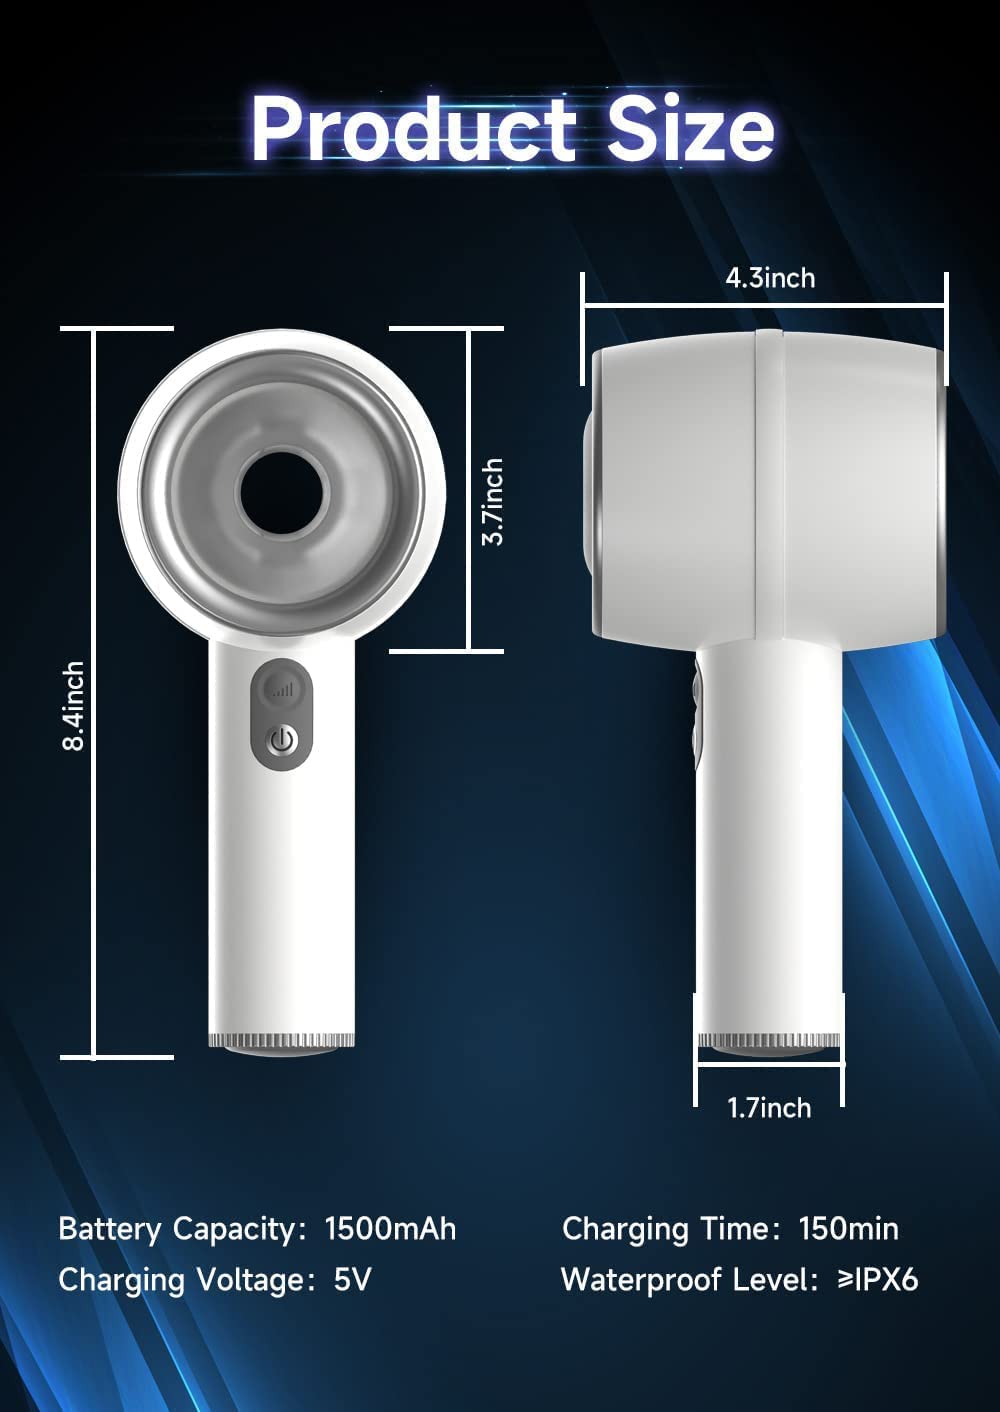 Product Size
4.3inch
3.7inch
8.4inch
1.7inch
Battery Capacity: 1500mAh
Charging Time: 150min
Charging Voltage: 5V
Waterproof Level: ≥IPX6